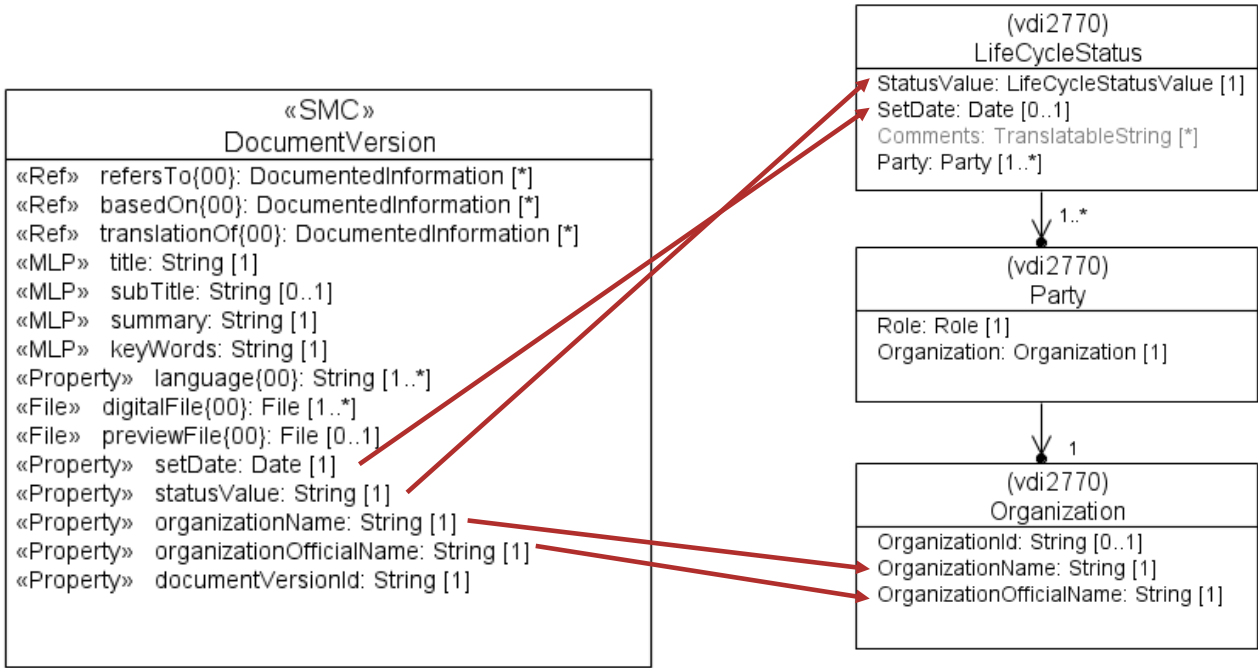 «SMC»
DocumentVersion
«Ref» refersTo{00}: DocumentedInformation [*]
«Ref» basedOn{00}: DocumentedInformation [*]
«Ref» translationOf{00}: DocumentedInformation [*]
«MLP» title: String [1]
«MLP» subTitle: String [0..1]
«MLP» summary: String [1]
«MLP» keyWords: String [1]
«Property» language{00}: String [1..*]
«File» digitalFile{00}: File [1..*]
«File» previewFile{00}: File [0..1]
«Property» setDate: Date [1]
«Property» statusValue: String [1]
«Property» organizationName: String [1]
«Property» organizationOfficialName: String [1]
«Property» documentVersionId: String [1]
(vdi2770)
LifeCycleStatus
StatusValue: LifeCycleStatusValue [1]
SetDate: Date [0..1]
Comments: TranslatableString [*]
Party: Party [1..*]
1..*
(vdi2770)
Party
Role: Role [1]
Organization: Organization [1]
1
(vdi2770)
Organization
OrganizationId: String [0..1]
OrganizationName: String [1]
OrganizationOfficialName: String [1]